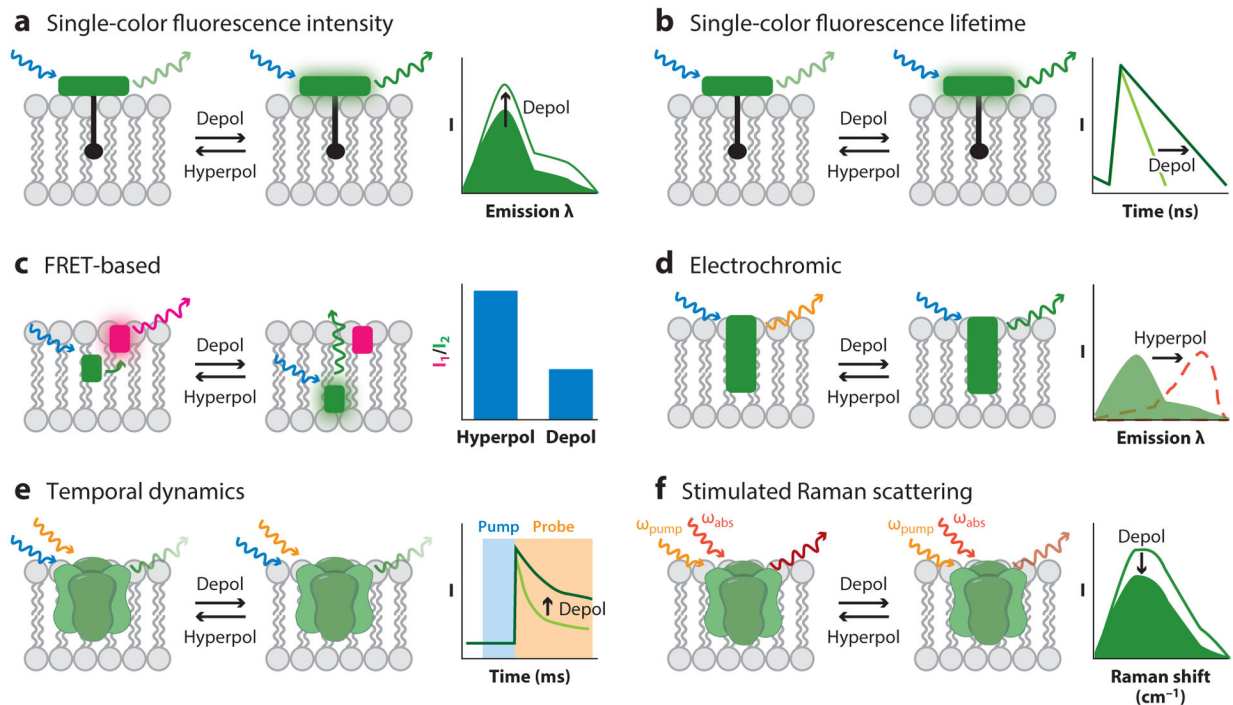 a Single-color fluorescence intensity
Depol
Hyperpol
I
Depol
Emission λ
b Single-color fluorescence lifetime
Depol
Hyperpol
I
Depol
Time (ns)
c FRET-based
Depol
Hyperpol
I₁/I₂
Hyperpol Depol
d Electrochromic
Depol
Hyperpol
I
Hyperpol
Emission λ
e Temporal dynamics
Depol
Hyperpol
I
Pump Probe
Depol
Time (ms)
f Stimulated Raman scattering
ωpump ωabs
Depol
Hyperpol
ωpump ωabs
I
Depol
Raman shift
(cm⁻¹)